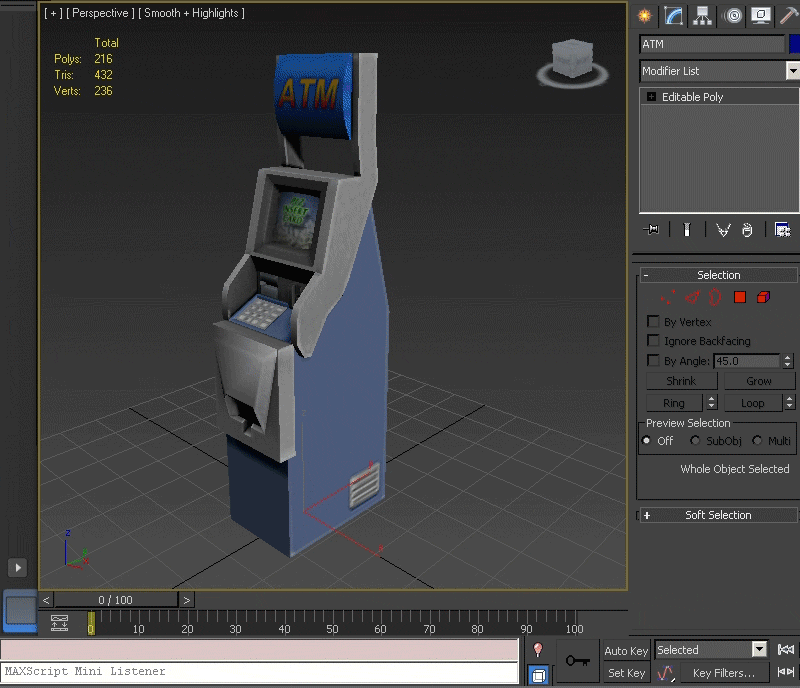 [ + ] [ Perspective ] [ Smooth + Highlights ]
ATM
Modifier List
Editable Poly
Total
Polys: 216
Tris: 432
Verts: 236
ATM
INSERT
CARD
- Selection
By Vertex
Ignore Backfacing
By Angle: 45.0
Shrink Grow
Ring Loop
Preview Selection
Off SubObj Multi
Whole Object Selected
+ Soft Selection
z
x
z
x
< 0 / 100 >
0 10 20 30 40 50 60 70 80 90 100
Auto Key Selected
MAXScript Mini Listener
Set Key Key Filters...